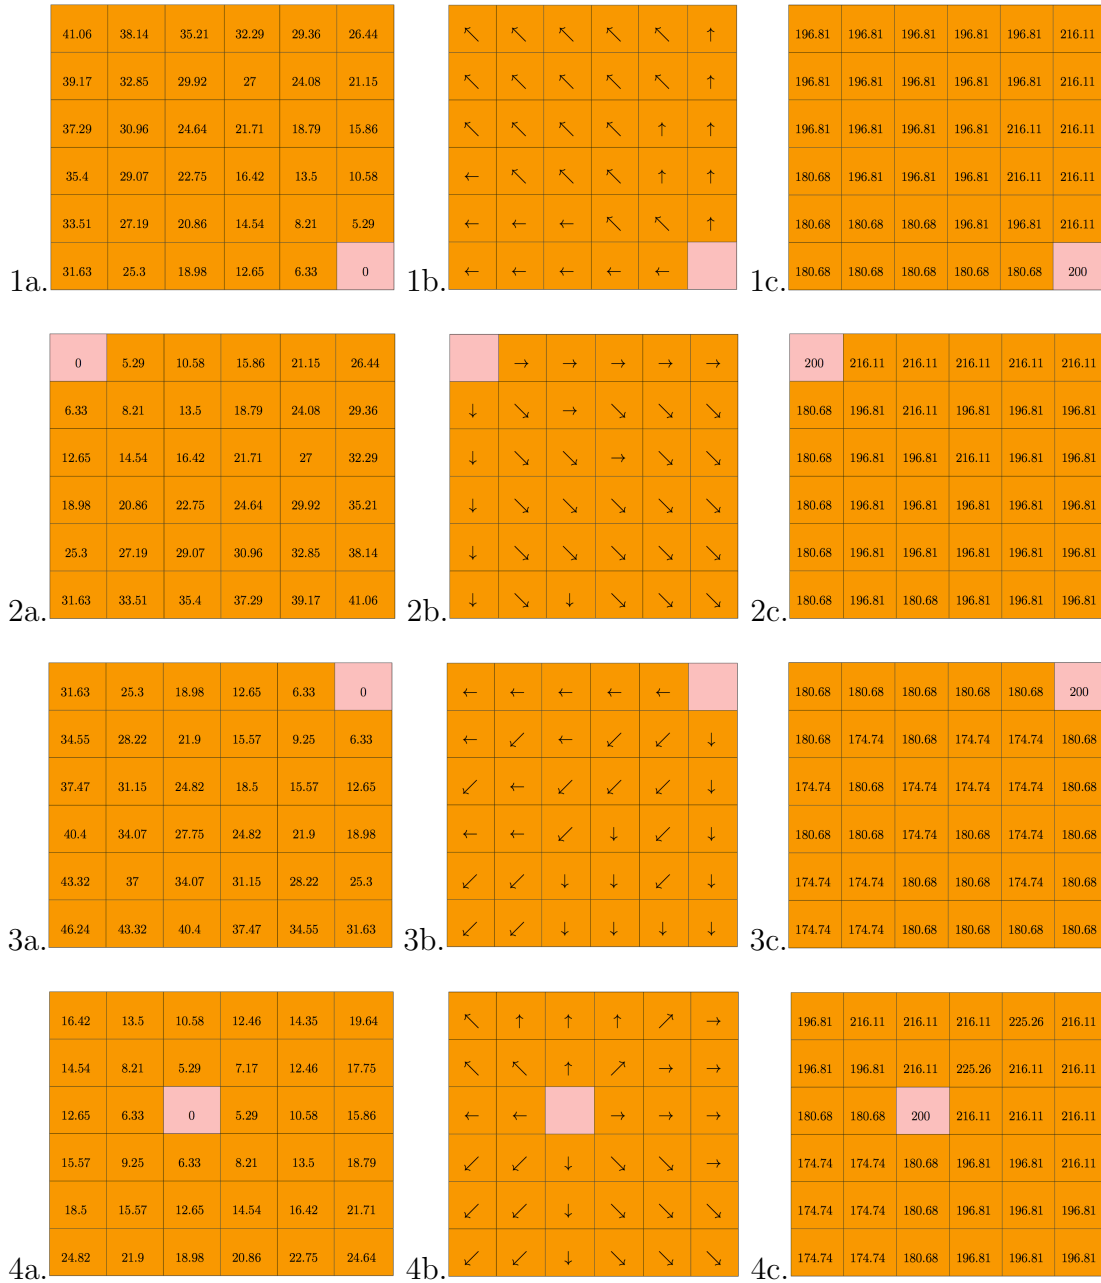 41.06 38.14 35.21 32.29 29.36 26.44 ↖ ↖ ↖ ↖ ↖ ↑ 196.81 196.81 196.81 196.81 196.81 216.11
39.17 32.85 29.92 27 24.08 21.15 ↖ ↖ ↖ ↖ ↖ ↑ 196.81 196.81 196.81 196.81 196.81 216.11
37.29 30.96 24.64 21.71 18.79 15.86 ↖ ↖ ↖ ↖ ↑ ↑ 196.81 196.81 196.81 196.81 216.11 216.11
35.4 29.07 22.75 16.42 13.5 10.58 ← ↖ ↖ ↖ ↑ ↑ 180.68 196.81 196.81 196.81 216.11 216.11
33.51 27.19 20.86 14.54 8.21 5.29 ← ← ← ↖ ↖ ↑ 180.68 180.68 180.68 196.81 196.81 216.11
1a. 31.63 25.3 18.98 12.65 6.33 0 1b. ← ← ← ← ← 1c. 180.68 180.68 180.68 180.68 180.68 200
0 5.29 10.58 15.86 21.15 26.44 → → → → → 200 216.11 216.11 216.11 216.11 216.11
6.33 8.21 13.5 18.79 24.08 29.36 ↓ ↘ → ↘ ↘ ↘ 180.68 196.81 216.11 196.81 196.81 196.81
12.65 14.54 16.42 21.71 27 32.29 ↓ ↘ ↘ → ↘ ↘ 180.68 196.81 196.81 216.11 196.81 196.81
18.98 20.86 22.75 24.64 29.92 35.21 ↓ ↘ ↘ ↘ ↘ ↘ 180.68 196.81 196.81 196.81 196.81 196.81
25.3 27.19 29.07 30.96 32.85 38.14 ↓ ↘ ↘ ↘ ↘ ↘ 180.68 196.81 196.81 196.81 196.81 196.81
2a. 31.63 33.51 35.4 37.29 39.17 41.06 2b. ↓ ↘ ↓ ↘ ↘ ↘ 2c. 180.68 196.81 180.68 196.81 196.81 196.81
31.63 25.3 18.98 12.65 6.33 0 ← ← ← ← ← 180.68 180.68 180.68 180.68 180.68 200
34.55 28.22 21.9 15.57 9.25 6.33 ← ↙ ← ↙ ↙ ↓ 180.68 174.74 180.68 174.74 174.74 180.68
37.47 31.15 24.82 18.5 15.57 12.65 ↙ ← ↙ ↙ ↙ ↓ 174.74 180.68 174.74 174.74 174.74 180.68
40.4 34.07 27.75 24.82 21.9 18.98 ← ← ↙ ↓ ↙ ↓ 180.68 180.68 174.74 180.68 174.74 180.68
43.32 37 34.07 31.15 28.22 25.3 ↙ ↙ ↓ ↓ ↙ ↓ 174.74 174.74 180.68 180.68 174.74 180.68
3a. 46.24 43.32 40.4 37.47 34.55 31.63 3b. ↙ ↙ ↓ ↓ ↓ ↓ 3c. 174.74 174.74 180.68 180.68 180.68 180.68
16.42 13.5 10.58 12.46 14.35 19.64 ↖ ↑ ↑ ↑ ↗ → 196.81 216.11 216.11 216.11 225.26 216.11
14.54 8.21 5.29 7.17 12.46 17.75 ↖ ↖ ↑ ↗ → → 196.81 196.81 216.11 225.26 216.11 216.11
12.65 6.33 0 5.29 10.58 15.86 ← ← → → → 180.68 180.68 200 216.11 216.11 216.11
15.57 9.25 6.33 8.21 13.5 18.79 ↙ ↙ ↓ ↘ ↘ → 174.74 174.74 180.68 196.81 196.81 216.11
18.5 15.57 12.65 14.54 16.42 21.71 ↙ ↙ ↓ ↘ ↘ ↘ 174.74 174.74 180.68 196.81 196.81 196.81
4a. 24.82 21.9 18.98 20.86 22.75 24.64 4b. ↙ ↙ ↓ ↘ ↘ ↘ 4c. 174.74 174.74 180.68 196.81 196.81 196.81